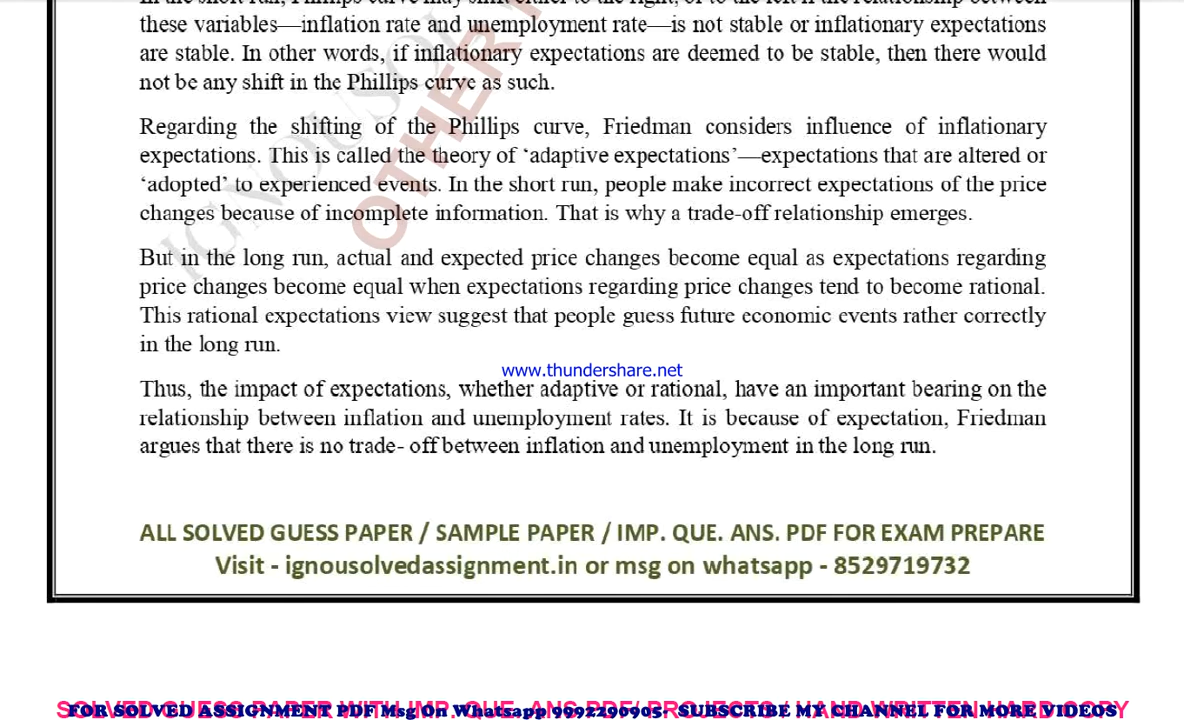 these variables—inflation rate and unemployment rate—is not stable or inflationary expectations
are stable. In other words, if inflationary expectations are deemed to be stable, then there would
not be any shift in the Phillips curve as such.
Regarding the shifting of the Phillips curve, Friedman considers influence of inflationary
expectations. This is called the theory of ‘adaptive expectations’—expectations that are altered or
‘adopted’ to experienced events. In the short run, people make incorrect expectations of the price
changes because of incomplete information. That is why a trade-off relationship emerges.
But in the long run, actual and expected price changes become equal as expectations regarding
price changes become equal when expectations regarding price changes tend to become rational.
This rational expectations view suggest that people guess future economic events rather correctly
in the long run.
www.thundershare.net
Thus, the impact of expectations, whether adaptive or rational, have an important bearing on the
relationship between inflation and unemployment rates. It is because of expectation, Friedman
argues that there is no trade- off between inflation and unemployment in the long run.
ALL SOLVED GUESS PAPER / SAMPLE PAPER / IMP. QUE. ANS. PDF FOR EXAM PREPARE
Visit - ignousolvedassignment.in or msg on whatsapp - 8529719732
FOR SOLVED ASSIGNMENT PDF Msg On Whatsapp 9992290905- SUBSCRIBE MY CHANNEL FOR MORE VIDEOS